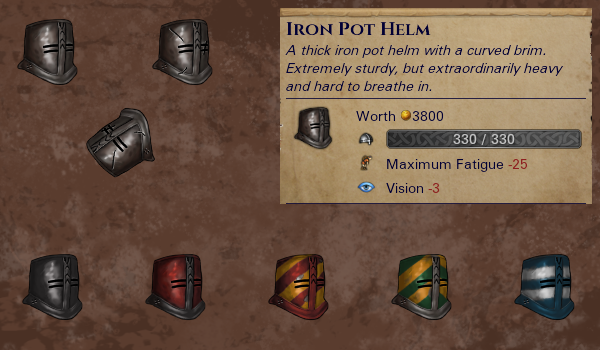 Iron Pot Helm
A thick iron pot helm with a curved brim.
Extremely sturdy, but extraordinarily heavy
and hard to breathe in.
Worth 3800
330 / 330
Maximum Fatigue -25
Vision -3